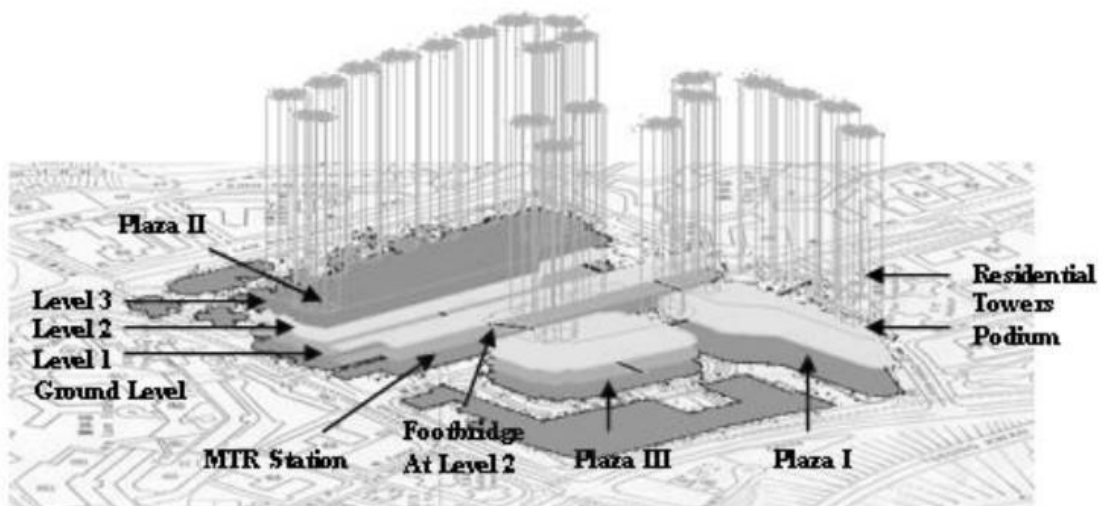 Plaza II
Level 3
Level 2
Level 1
Ground Level
MTR Station
Footbridge
At Level 2
Plaza III
Plaza I
Residential
Towers
Podium